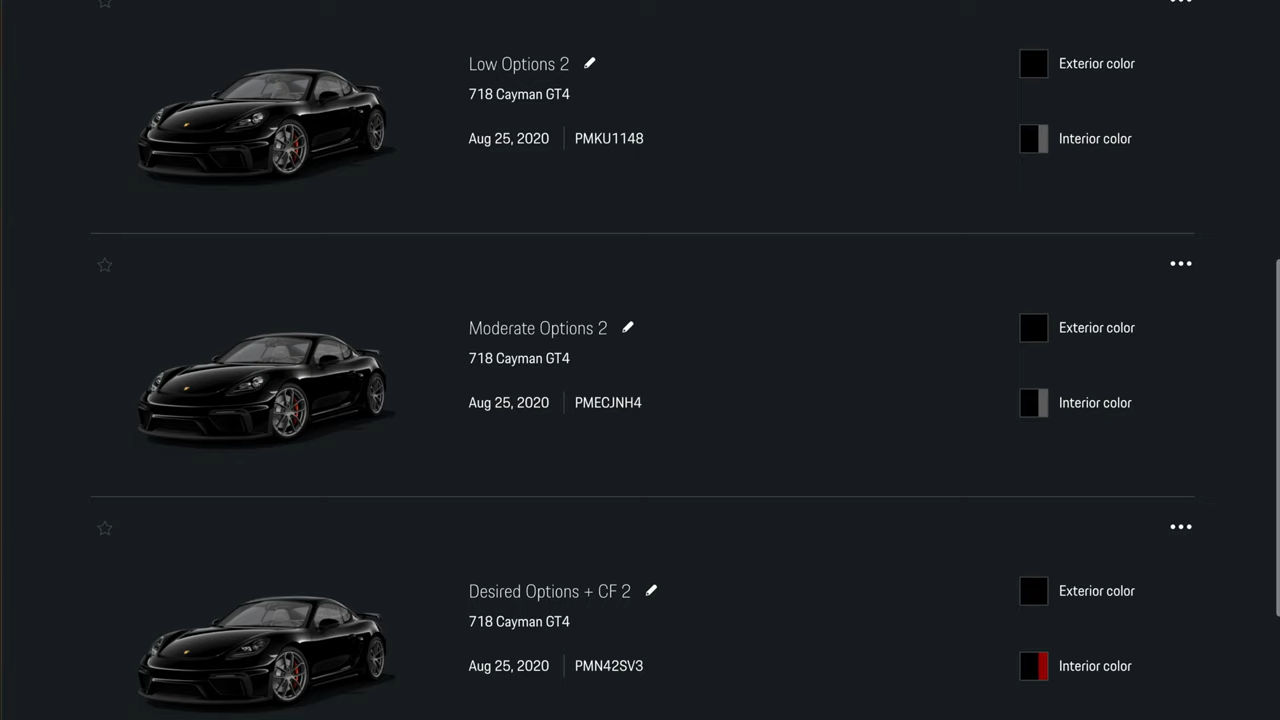 Low Options 2
718 Cayman GT4
Aug 25, 2020 PMKU1148
Exterior color
Interior color
Moderate Options 2
718 Cayman GT4
Aug 25, 2020 PMECJNH4
Exterior color
Interior color
Desired Options + CF 2
718 Cayman GT4
Aug 25, 2020 PMN42SV3
Exterior color
Interior color